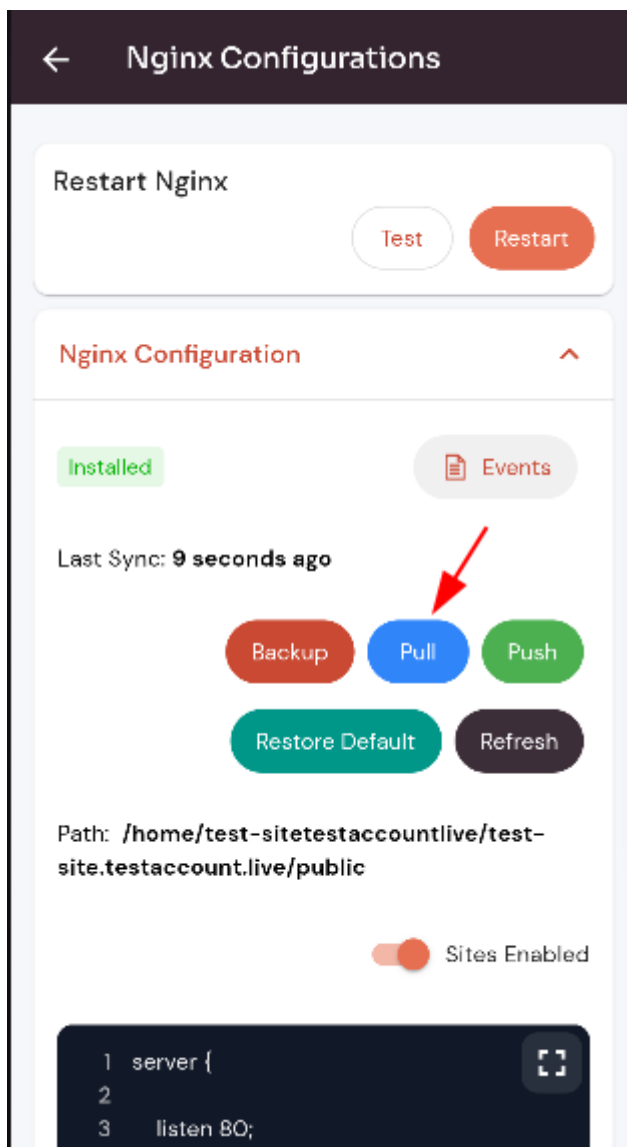 Nginx Configurations
Restart Nginx
Test Restart
Nginx Configuration
Installed Events
Last Sync: 9 seconds ago
Backup Pull Push
Restore Default Refresh
Path: /home/test-sitetestaccountlive/test-
site.testaccount.live/public
Sites Enabled
1 server {
2
3 listen 80;